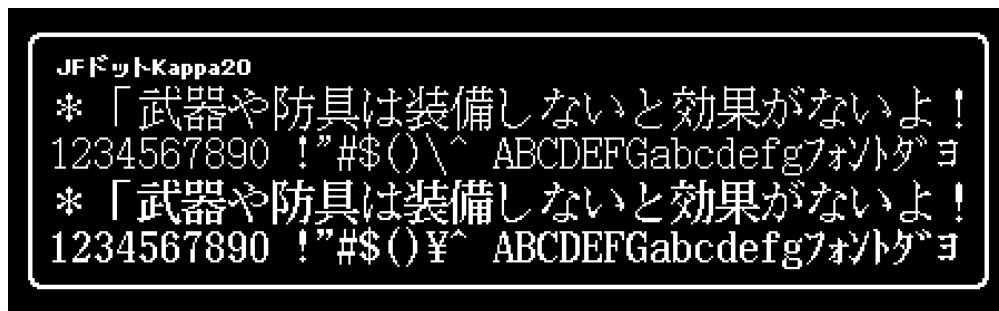 JFドットKappa20
*「武器や防具は装備しないと効果がないよ!
1234567890 !"#$()\^ ABCDEFGabcdefgフォントダヨ
*「武器や防具は装備しないと効果がないよ!
1234567890 !"#$()¥^ ABCDEFGabcdefgフォントダヨ